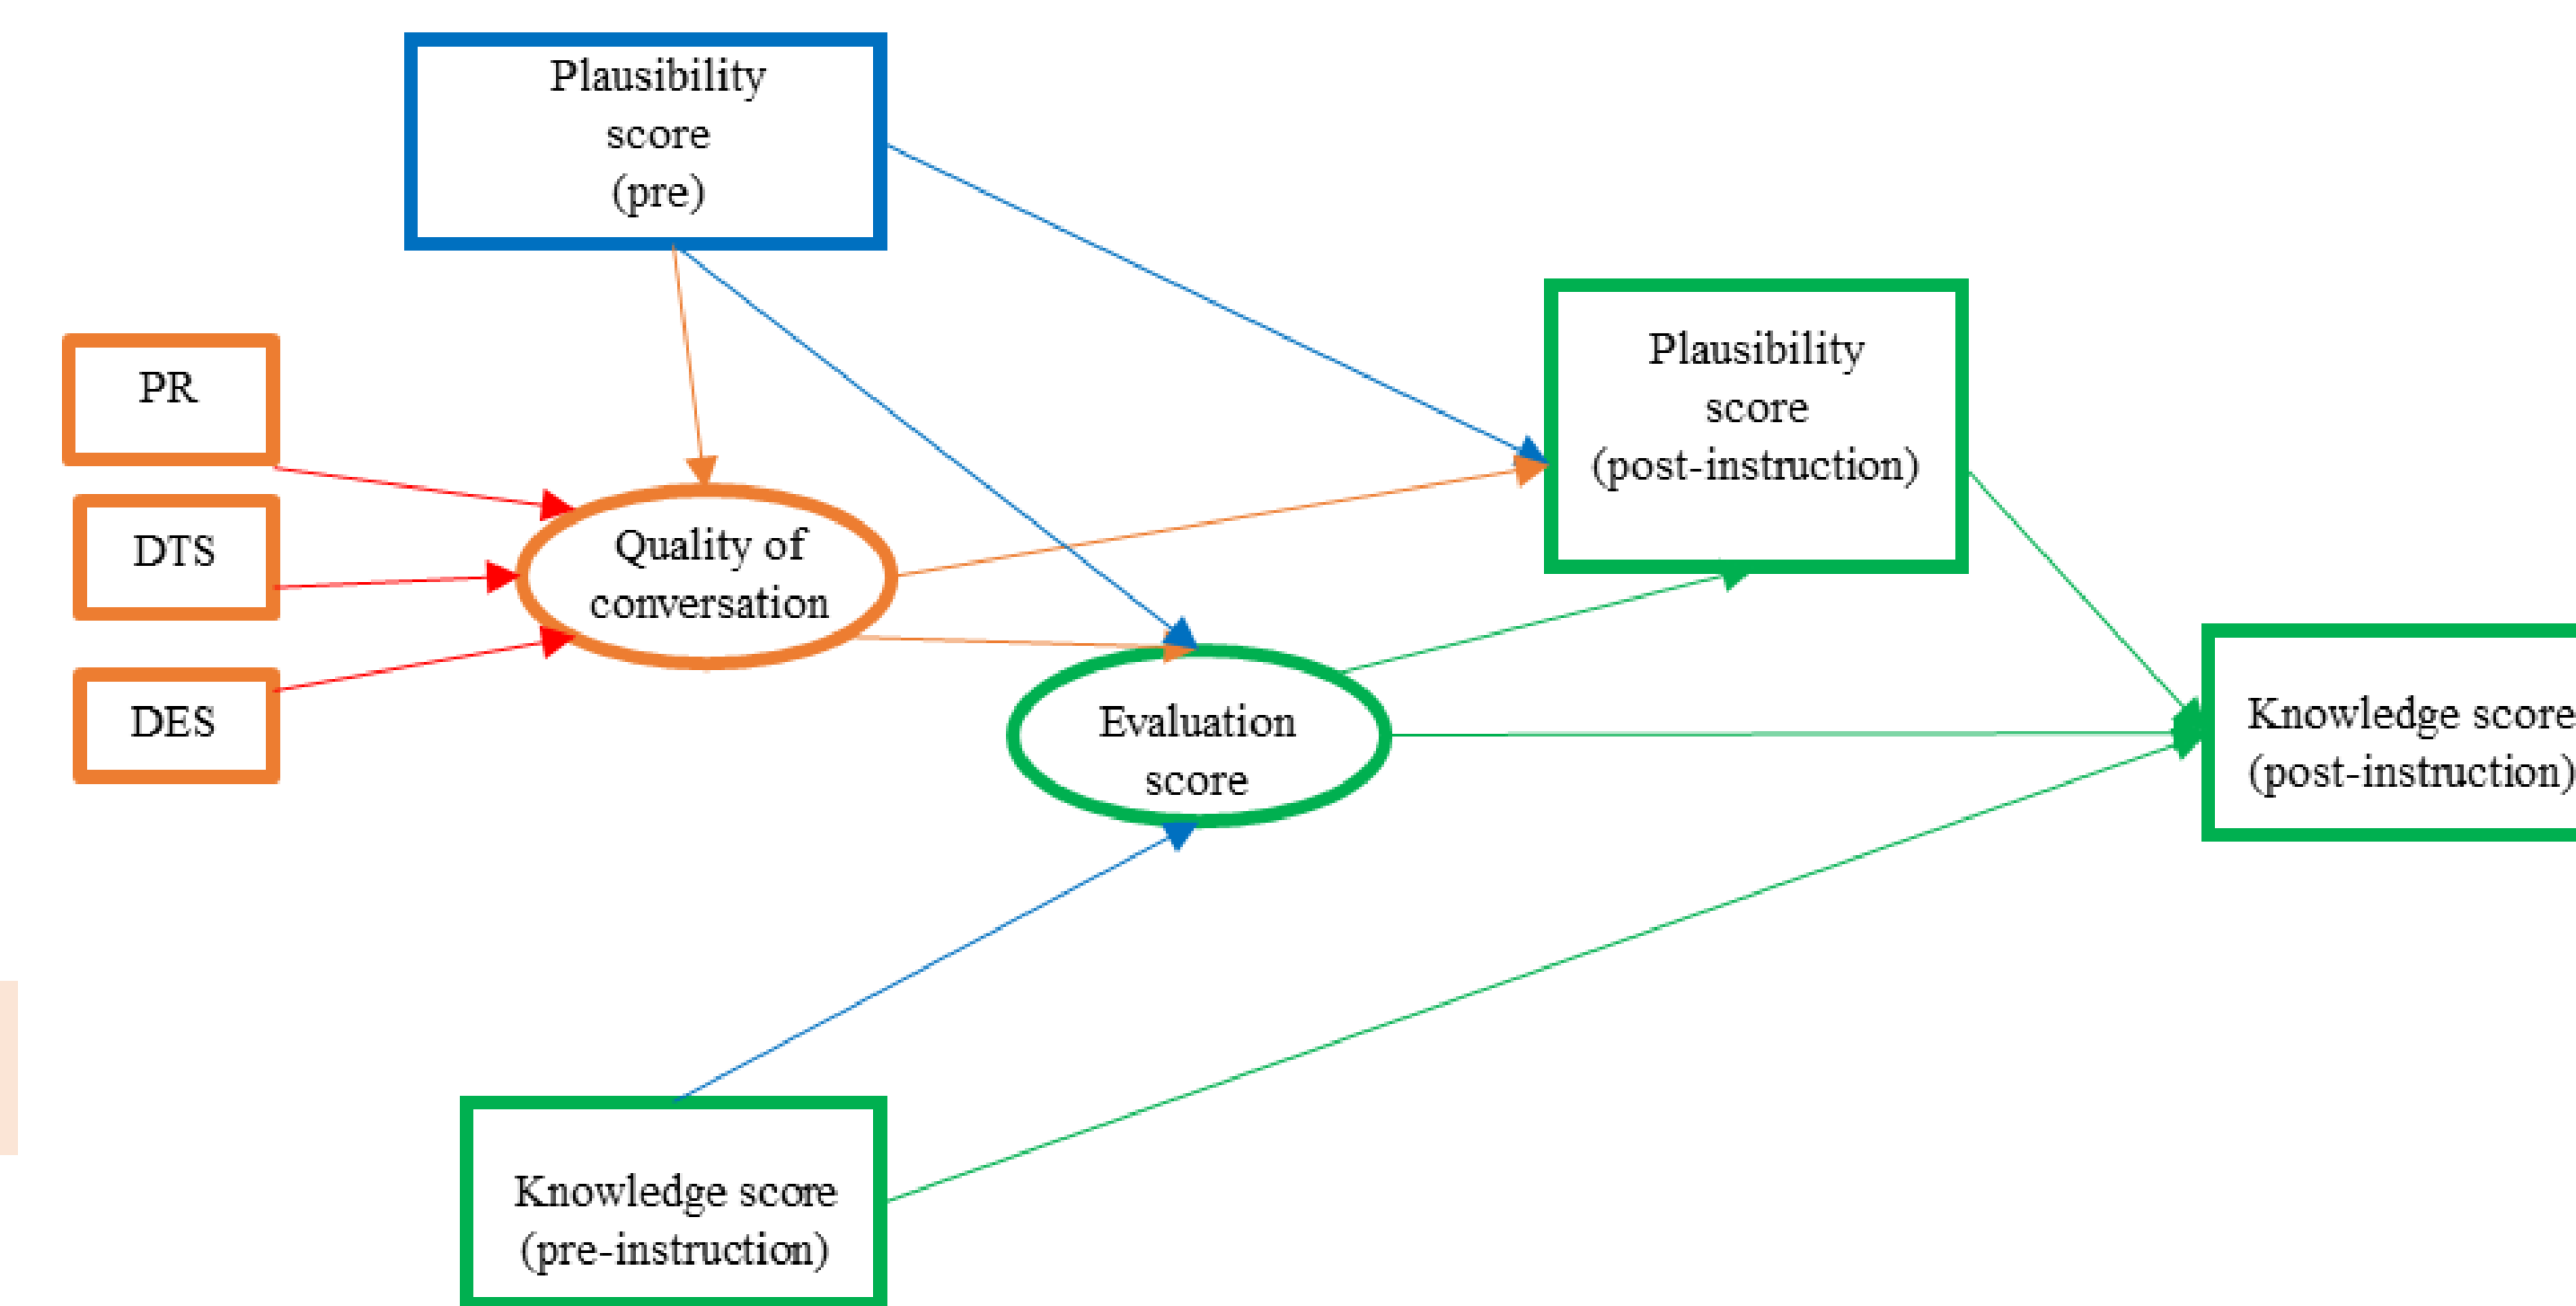 Plausibility
score
(pre)
PR
DTS
DES
Quality of
conversation
Plausibility
score
(post-instruction)
Evaluation
score
Knowledge score
(post-instruction)
Knowledge score
(pre-instruction)